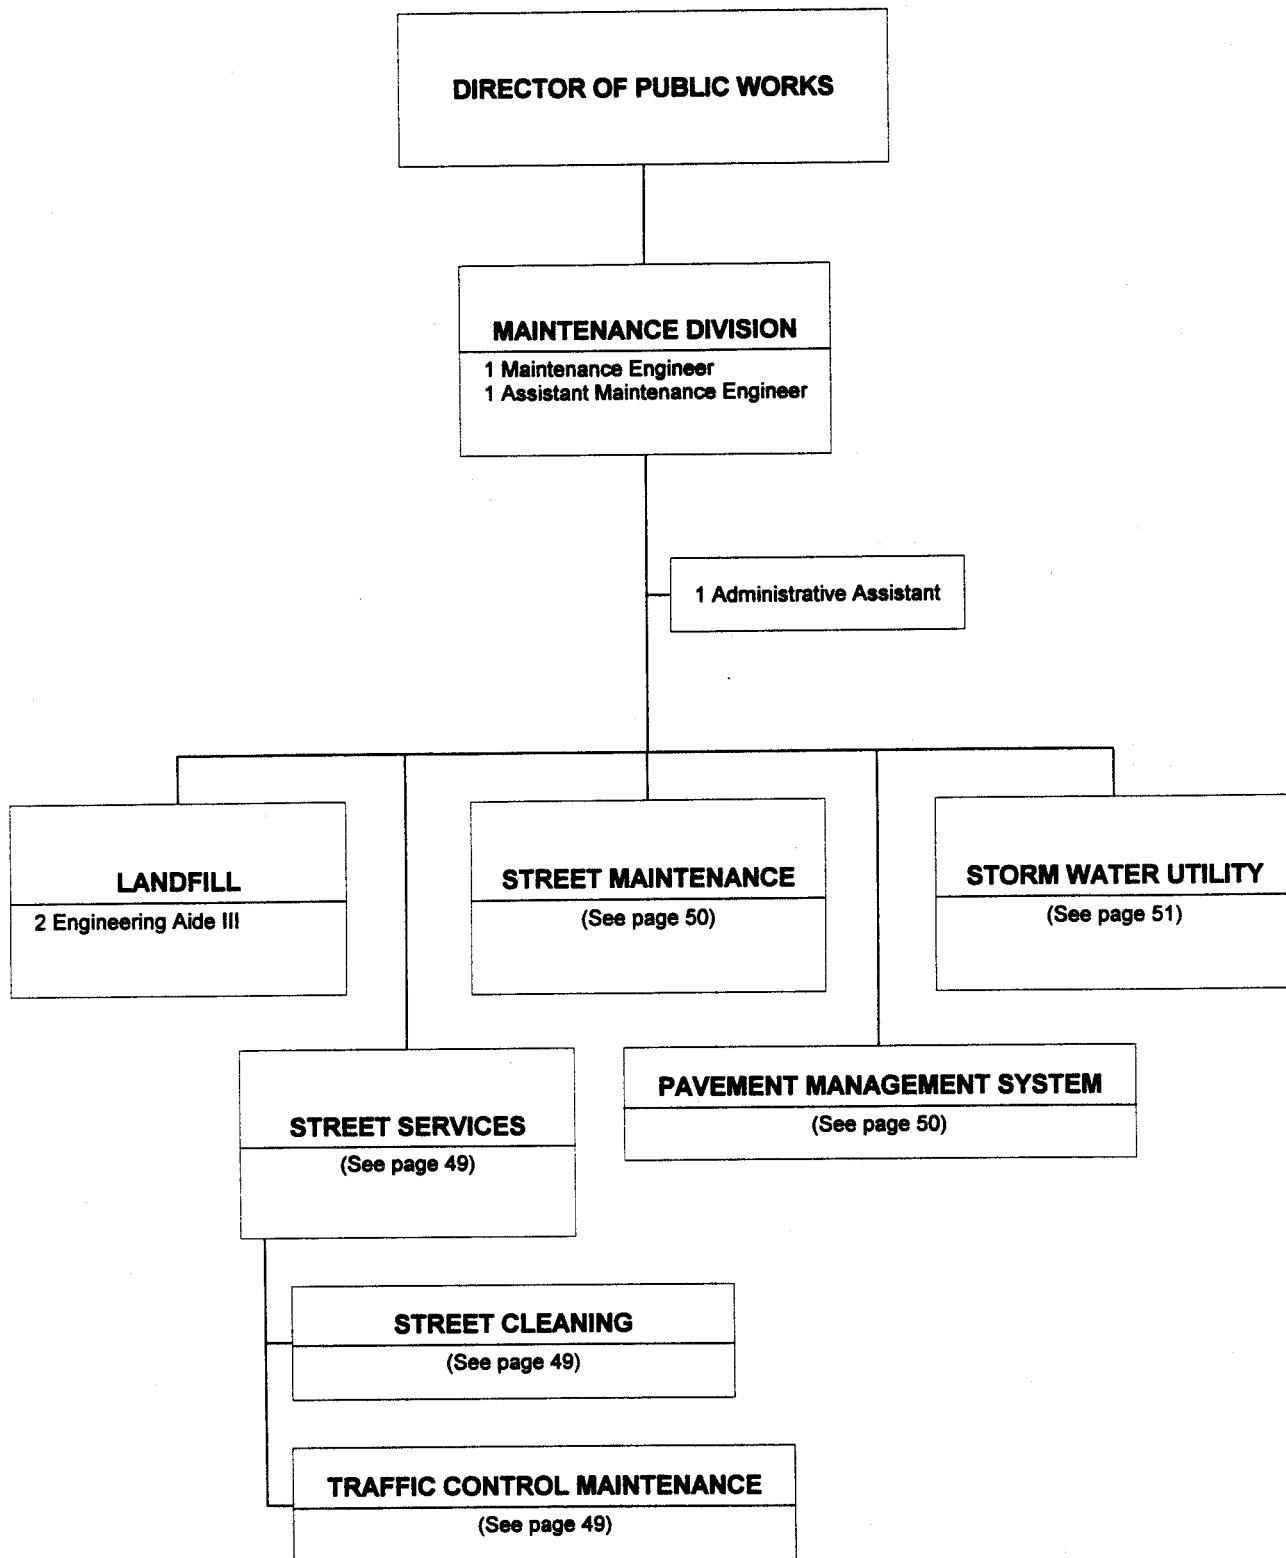 DIRECTOR OF PUBLIC WORKS
MAINTENANCE DIVISION
1 Maintenance Engineer
1 Assistant Maintenance Engineer
1 Administrative Assistant
LANDFILL
2 Engineering Aide III
STREET MAINTENANCE
(See page 50)
STORM WATER UTILITY
(See page 51)
STREET SERVICES
(See page 49)
PAVEMENT MANAGEMENT SYSTEM
(See page 50)
STREET CLEANING
(See page 49)
TRAFFIC CONTROL MAINTENANCE
(See page 49)